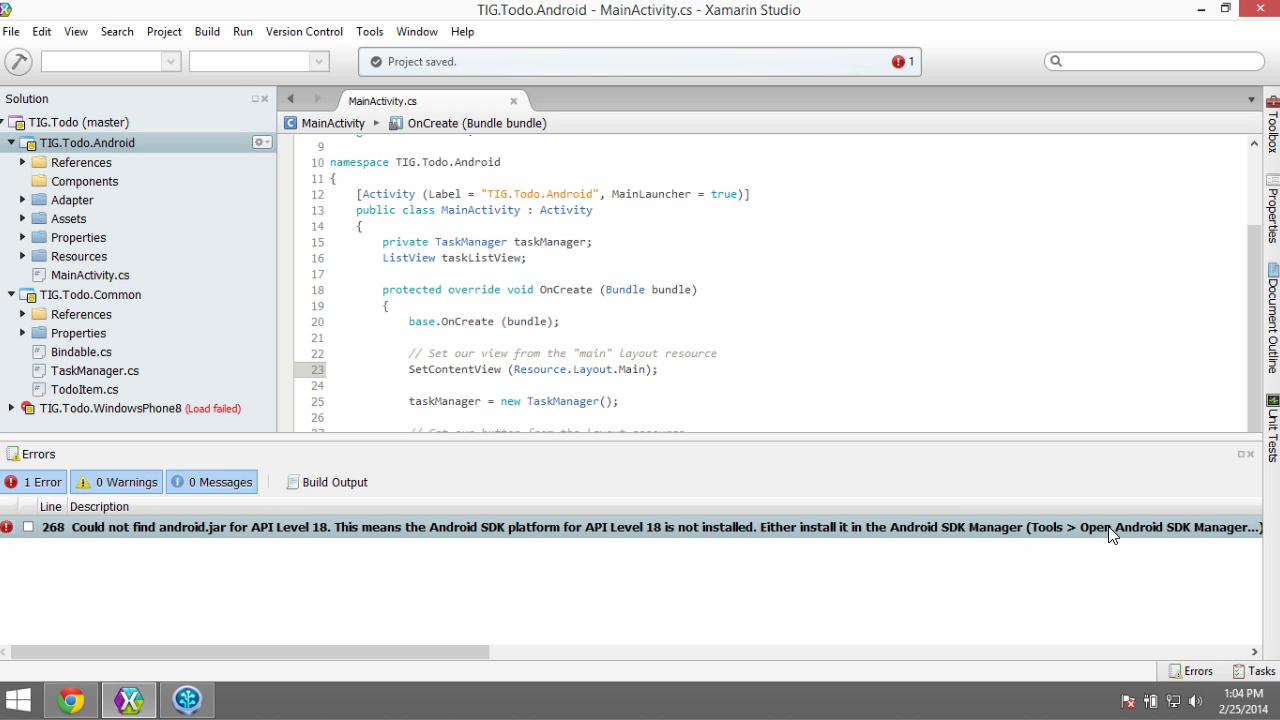 TIG.Todo.Android - MainActivity.cs - Xamarin Studio
File Edit View Search Project Build Run Version Control Tools Window Help
Project saved.
1
Solution
MainActivity.cs
TIG.Todo (master)
MainActivity
OnCreate (Bundle bundle)
TIG.Todo.Android
References
Components
Adapter
Assets
Properties
Resources
MainActivity.cs
TIG.Todo.Common
References
Properties
Bindable.cs
TaskManager.cs
TodoItem.cs
TIG.Todo.WindowsPhone8 (Load failed)
9
10 namespace TIG.Todo.Android
11 {
12 [Activity (Label = "TIG.Todo.Android", MainLauncher = true)]
13 public class MainActivity : Activity
14 {
15 private TaskManager taskManager;
16 ListView taskListView;
17
18 protected override void OnCreate (Bundle bundle)
19 {
20 base.OnCreate (bundle);
21
22 // Set our view from the "main" layout resource
23 SetContentView (Resource.Layout.Main);
24
25 taskManager = new TaskManager();
26
27 // Get our button from the layout resource
Toolbox
Properties
Document Outline
Unit Tests
Errors
1 Error 0 Warnings 0 Messages Build Output
Line Description
268 Could not find android.jar for API Level 18. This means the Android SDK platform for API Level 18 is not installed. Either install it in the Android SDK Manager (Tools > Open Android SDK Manager...)
Errors Tasks
1:04 PM
2/25/2014